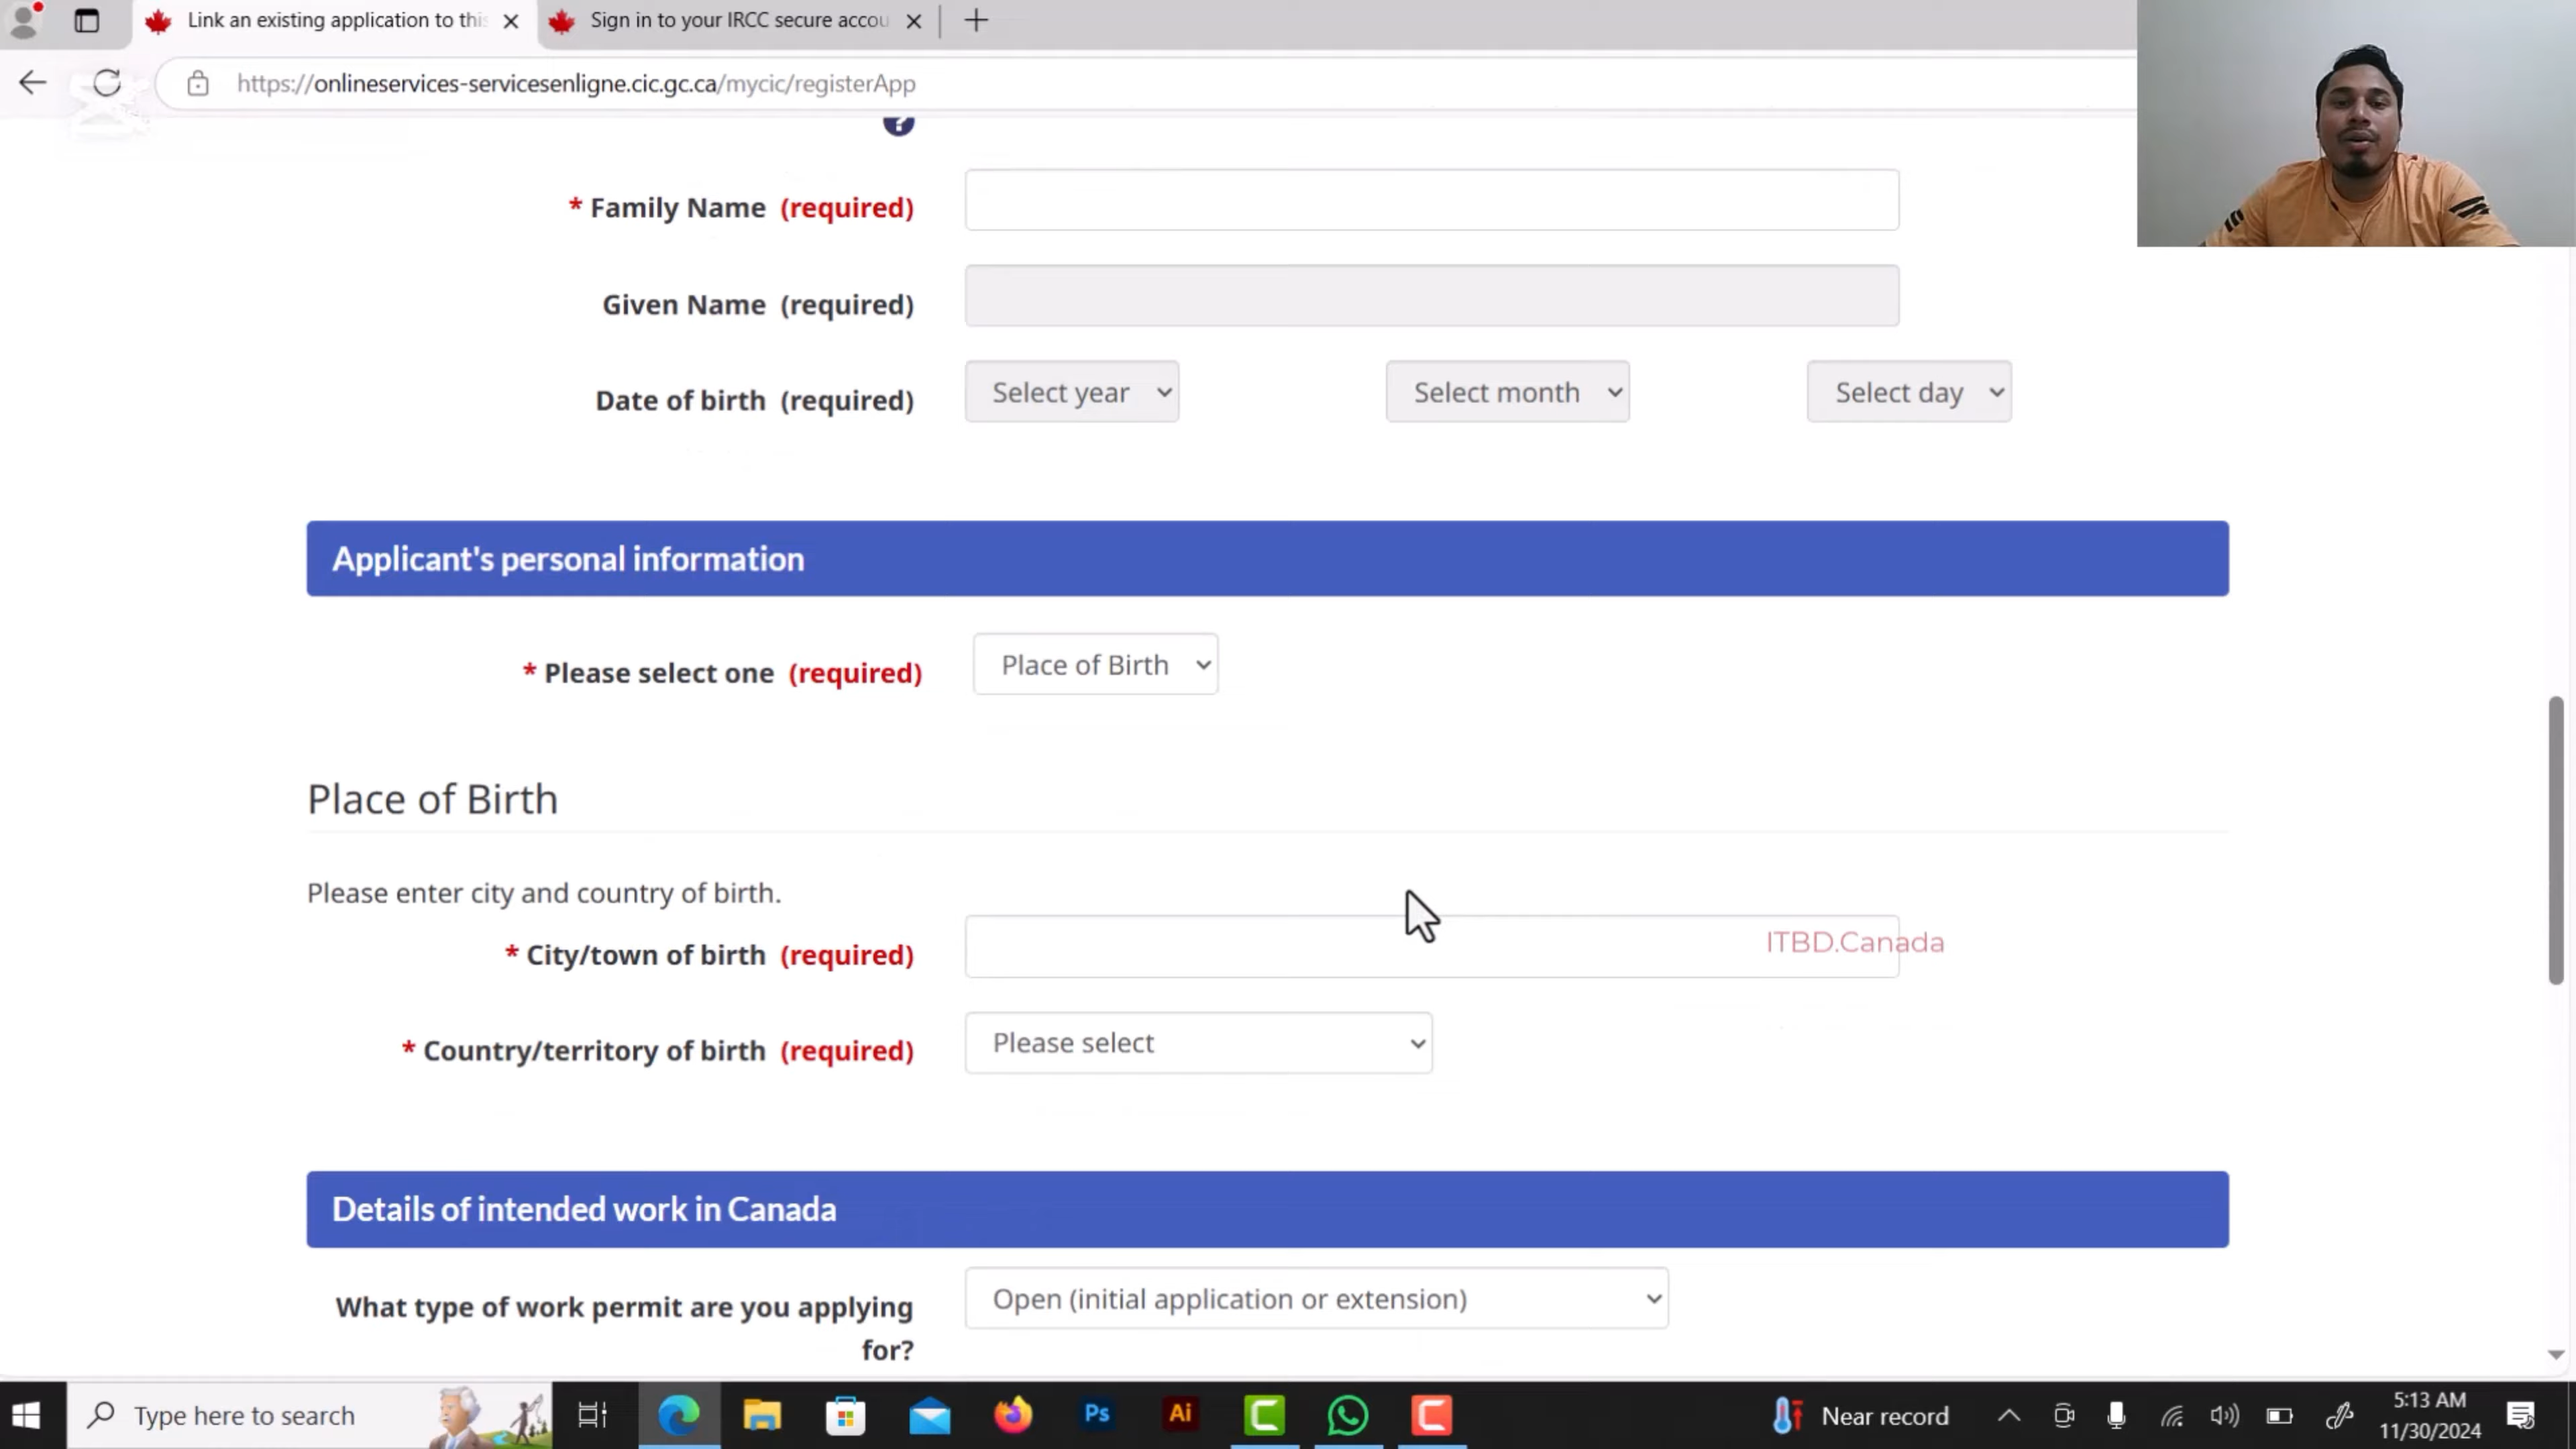 Link an existing application to this
Sign in to your IRCC secure accou
https://onlineservices-servicesenligne.cic.gc.ca/mycic/registerApp
?
* Family Name (required)
Given Name (required)
Date of birth (required) Select year Select month Select day
Applicant's personal information
* Please select one (required) Place of Birth
Place of Birth
Please enter city and country of birth.
* City/town of birth (required)
ITBD.Canada
* Country/territory of birth (required) Please select
Details of intended work in Canada
What type of work permit are you applying
for?
Open (initial application or extension)
Type here to search
Ps
Ai
Near record
5:13 AM
11/30/2024